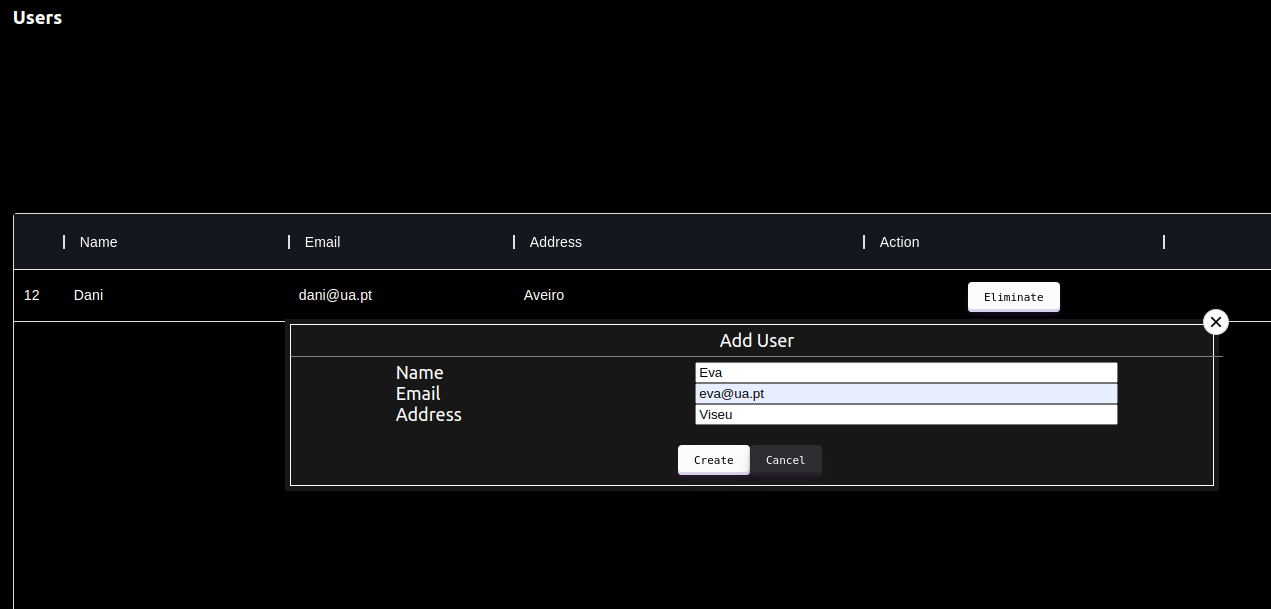 Users
Name Email Address Action
12 Dani dani@ua.pt Aveiro Eliminate
Add User
Name Eva
Email eva@ua.pt
Address Viseu
Create Cancel